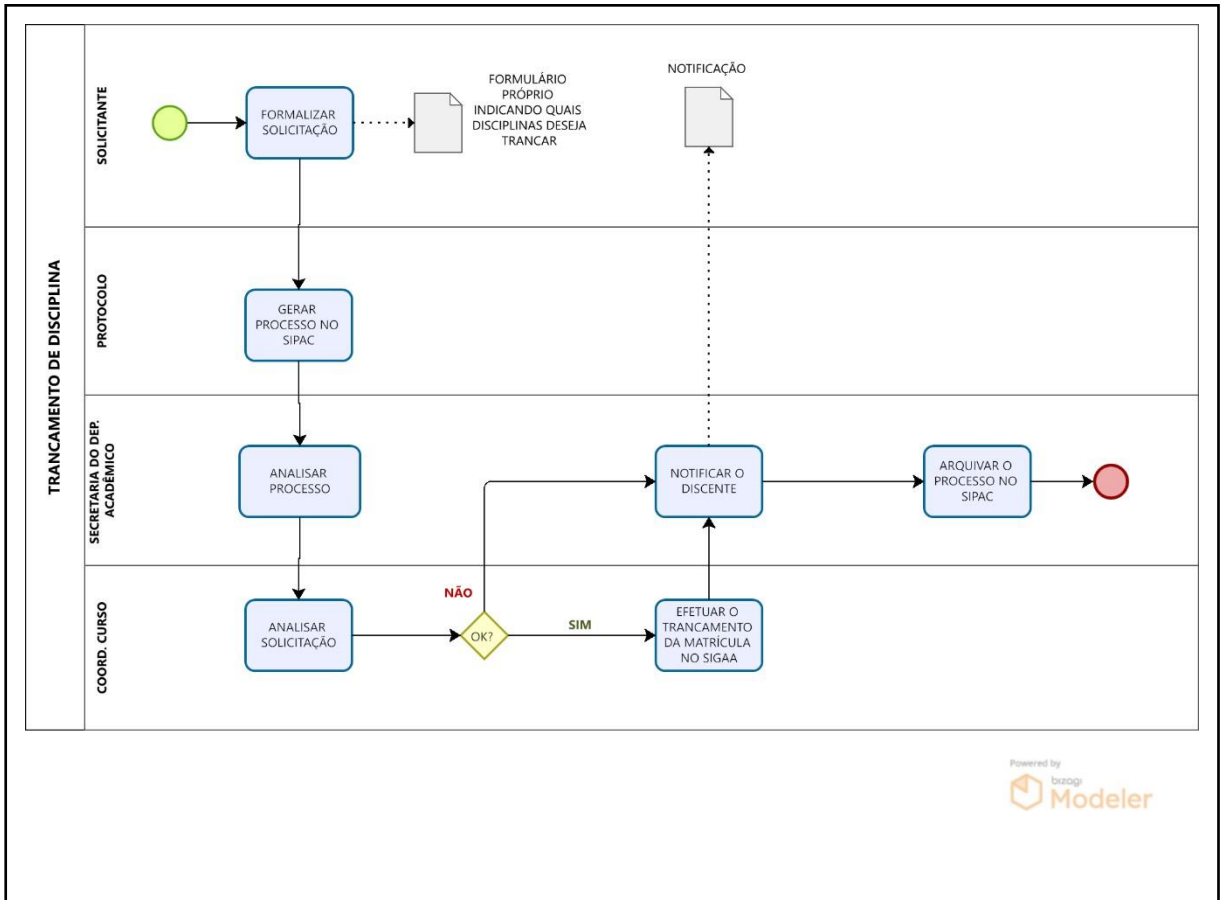 TRANCAMENTO DE DISCIPLINA
SOLICITANTE
FORMALIZAR
SOLICITAÇÃO
FORMULÁRIO
PRÓPRIO
INDICANDO QUAIS
DISCIPLINAS DESEJA
TRANCAR
NOTIFICAÇÃO
PROTOCOLO
GERAR
PROCESSO NO
SIPAC
SECRETARIA DO DEP.
ACADÊMICO
ANALISAR
PROCESSO
NOTIFICAR O
DISCENTE
ARQUIVAR O
PROCESSO NO
SIPAC
COORD. CURSO
ANALISAR
SOLICITAÇÃO
NÃO
OK?
SIM
EFETUAR O
TRANCAMENTO
DA MATRÍCULA
NO SIGAA
Powered by
bizagi
Modeler